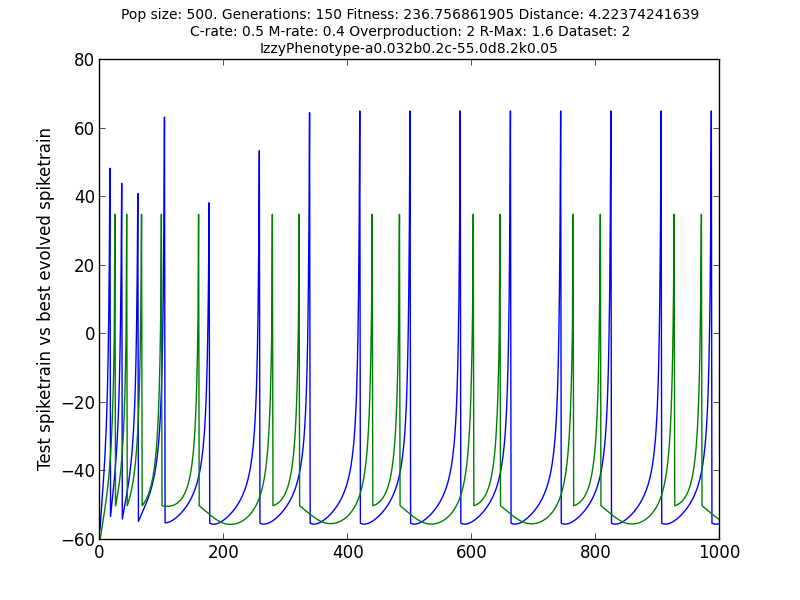 Pop size: 500. Generations: 150 Fitness: 236.756861905 Distance: 4.22374241639
C-rate: 0.5 M-rate: 0.4 Overproduction: 2 R-Max: 1.6 Dataset: 2
IzzyPhenotype-a0.032b0.2c-55.0d8.2k0.05
Test spiketrain vs best evolved spiketrain
80
60
40
20
0
−20
−40
−60
0 200 400 600 800 1000